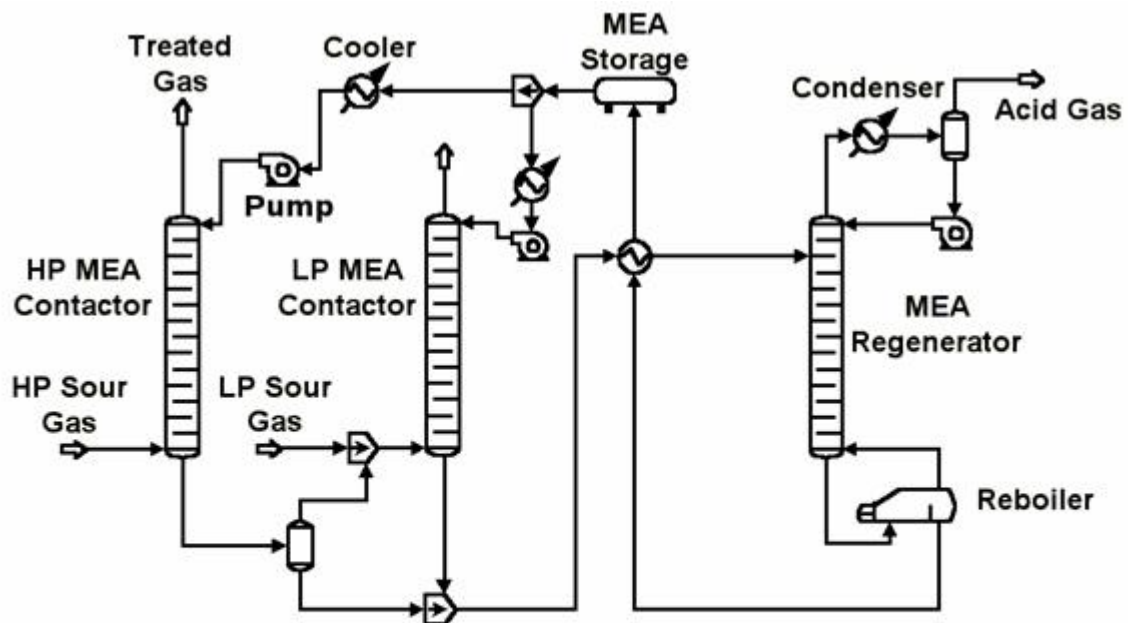 MEA
Storage
Treated
Gas
Cooler
Condenser
Acid Gas
Pump
HP MEA
Contactor
LP MEA
Contactor
MEA
Regenerator
HP Sour
Gas
LP Sour
Gas
Reboiler